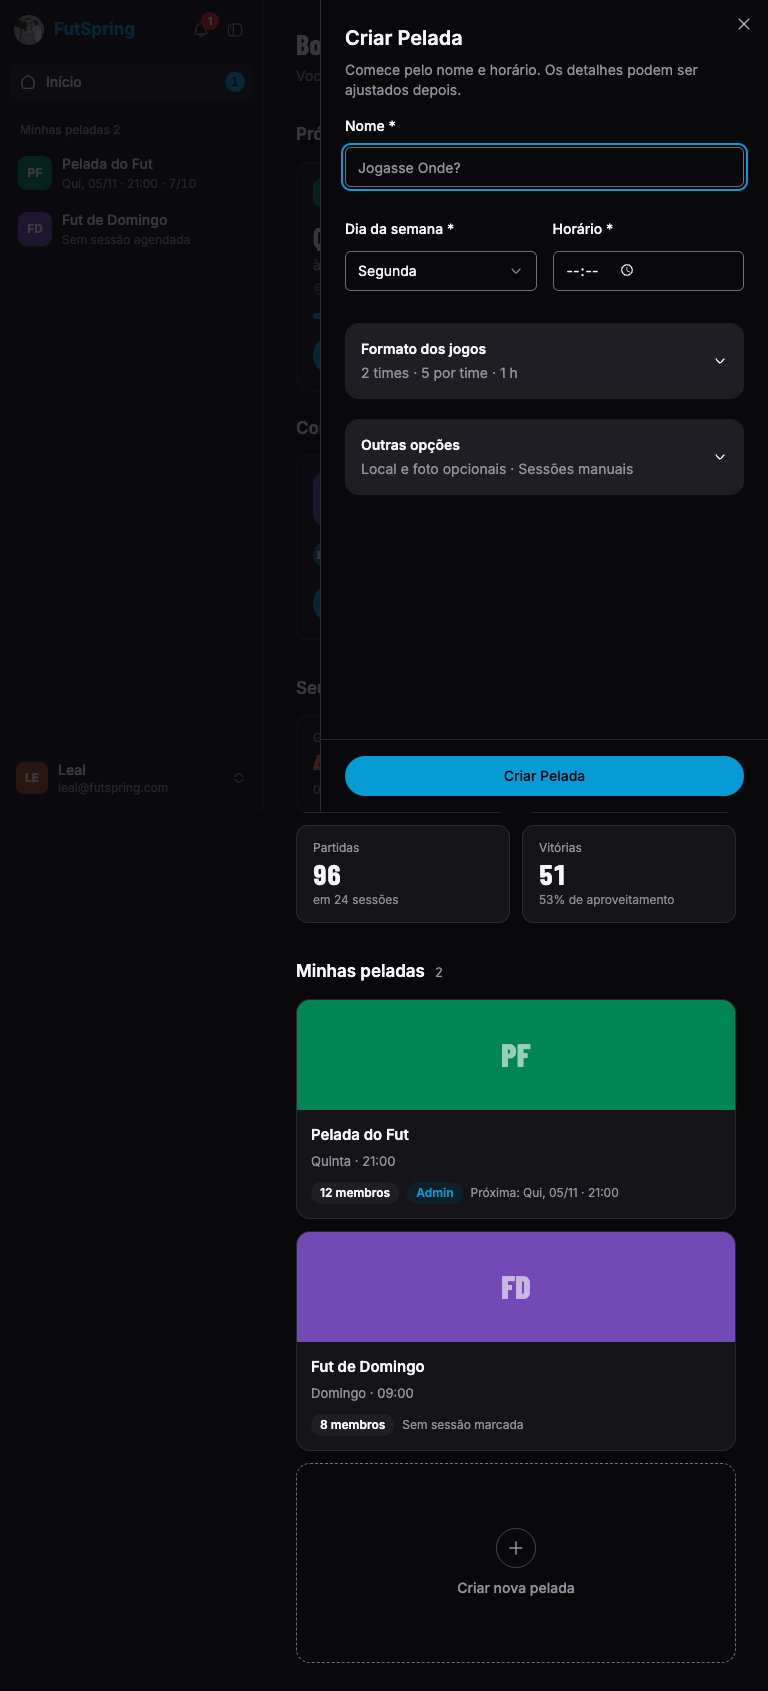 FutSpring
1
Início
1
Minhas peladas 2
PF
Pelada do Fut
Qui, 05/11 · 21:00 · 7/10
FD
Fut de Domingo
Sem sessão agendada
LE
Leal
leal@futspring.com
Criar Pelada
Comece pelo nome e horário. Os detalhes podem ser
ajustados depois.
Nome *
Jogasse Onde?
Dia da semana *
Horário *
Segunda
--:--
Formato dos jogos
2 times · 5 por time · 1 h
Outras opções
Local e foto opcionais · Sessões manuais
Criar Pelada
Partidas
96
em 24 sessões
Vitórias
51
53% de aproveitamento
Minhas peladas 2
PF
Pelada do Fut
Quinta · 21:00
12 membros Admin Próxima: Qui, 05/11 · 21:00
FD
Fut de Domingo
Domingo · 09:00
8 membros Sem sessão marcada
Criar nova pelada